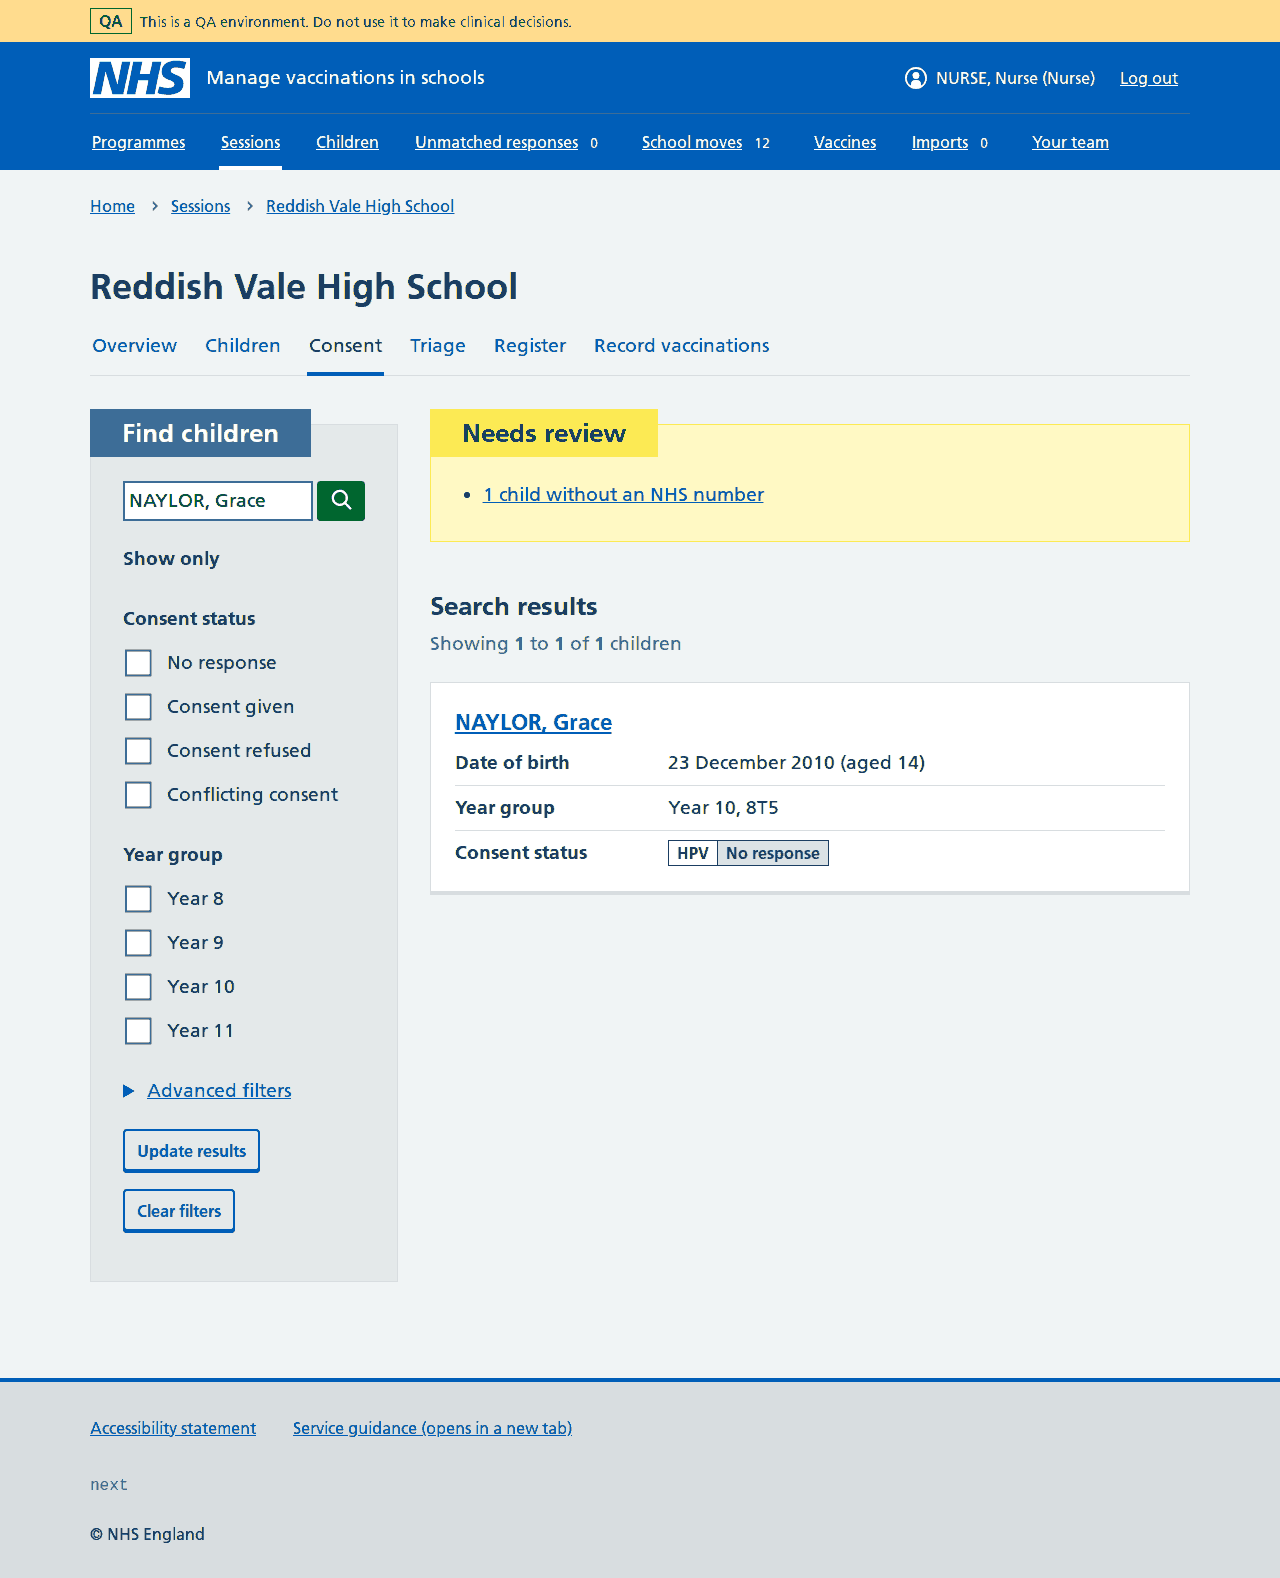 QA This is a QA environment. Do not use it to make clinical decisions.
NHS Manage vaccinations in schools NURSE, Nurse (Nurse) Log out
Programmes Sessions Children Unmatched responses 0 School moves 12 Vaccines Imports 0 Your team
Home Sessions Reddish Vale High School
Reddish Vale High School
Overview Children Consent Triage Register Record vaccinations
Find children
NAYLOR, Grace
Show only
Consent status
No response
Consent given
Consent refused
Conflicting consent
Year group
Year 8
Year 9
Year 10
Year 11
Advanced filters
Update results
Clear filters
Needs review
1 child without an NHS number
Search results
Showing 1 to 1 of 1 children
NAYLOR, Grace
Date of birth 23 December 2010 (aged 14)
Year group Year 10, 8T5
Consent status HPV No response
Accessibility statement Service guidance (opens in a new tab)
next
© NHS England